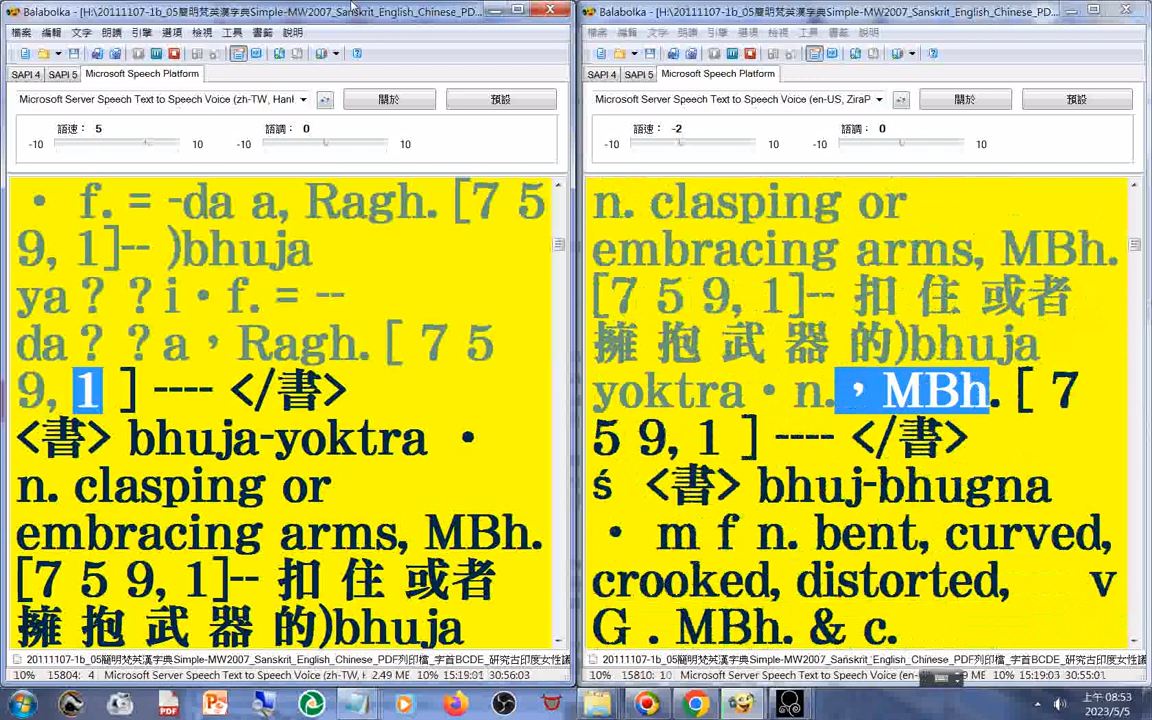 Balabolka - [H:\20111107-1b_05簡明梵英漢字典Simple-MW2007_Sanskrit_English_Chinese_PD...
檔案 編輯 文字 朗讀 引擎 選項 檢視 工具 書籤 說明
SAPI 4 SAPI 5 Microsoft Speech Platform
Microsoft Server Speech Text to Speech Voice (zh-TW, HanI 關於 預設
語速： 5 語調： 0
-10 10 -10 10
• f. = -da a, Ragh. [7 5
9, 1]-- )bhuja
ya？ ？i•f. = --
da？ ？a，Ragh. [ 7 5
9, 1 ] ---- </書>
<書> bhuja-yoktra •
n. clasping or
embracing arms, MBh.
[7 5 9, 1]-- 扣 住 或者
擁 抱 武 器 的)bhuja
20111107-1b_05簡明梵英漢字典Simple-MW2007_Sanskrit_English_Chinese_PDF列印檔_字首BCDE_研究古印度女性議
10% 15804: 4 Microsoft Server Speech Text to Speech Voice (zh-TW, H 2.49 ME 10% 15:19:01 30:56:03
Balabolka - [H:\20111107-1b_05簡明梵英漢字典Simple-MW2007_Sanskrit_English_Chinese_PDF...
檔案 編輯 文字 朗讀 引擎 選項 檢視 工具 書籤 說明
SAPI 4 SAPI 5 Microsoft Speech Platform
Microsoft Server Speech Text to Speech Voice (en-US, ZiraP 關於 預設
語速： -2 語調： 0
-10 10 -10 10
n. clasping or
embracing arms, MBh.
[7 5 9, 1]-- 扣 住 或者
擁 抱 武 器 的)bhuja
yoktra•n.，MBh. [ 7
5 9, 1 ] ---- </書>
ś <書> bhuj-bhugna
• m f n. bent, curved,
crooked, distorted, v
G . MBh. & c.
20111107-1b_05簡明梵英漢字典Simple-MW2007_Sanskrit_English_Chinese_PDF列印檔_字首BCDE_研究古印度女性議
10% 15810: 10 Microsoft Server Speech Text to Speech Voice (en- 10% 15:19:01 30:55:01
上午 08:53
2023/5/5